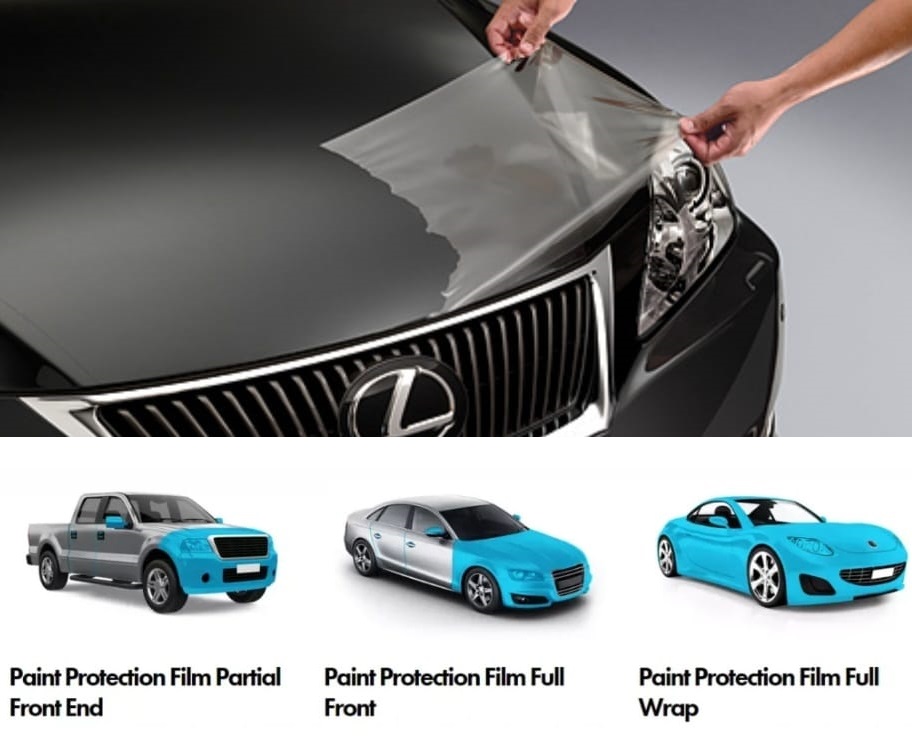 Paint Protection Film Partial
Front End
Paint Protection Film Full
Front
Paint Protection Film Full
Wrap